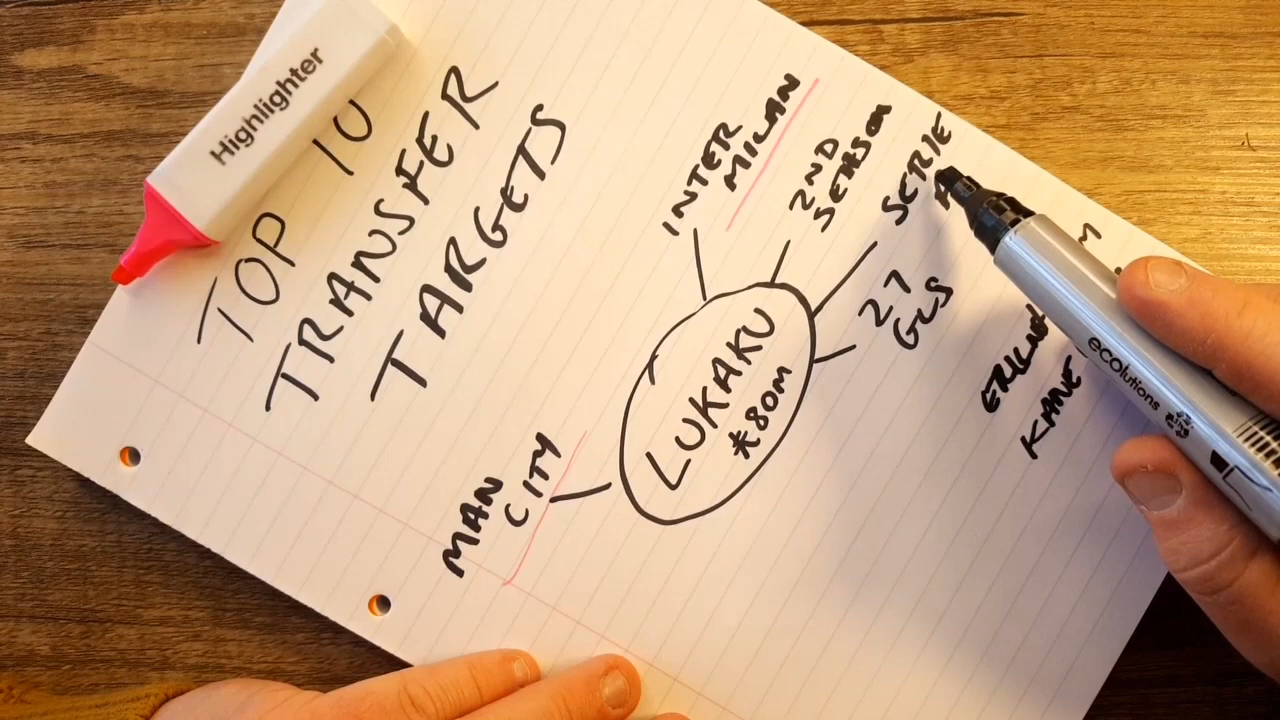 Highlighter
TOP 10
TRANSFER
TARGETS
INTER
MILAN
2ND
SEASON
SERIE
A
27
GLS
LUKAKU
*80M
MAN
CITY
KANE
ecolutions